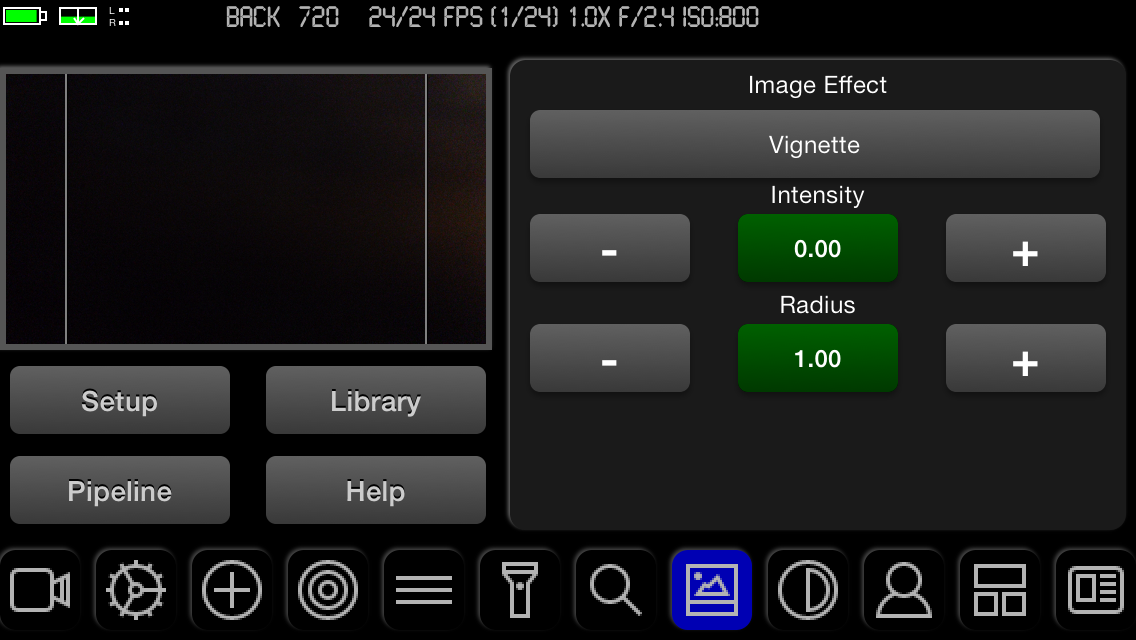 L
R
BACK 720 24/24 FPS (1/24) 1.0X F/2.4 ISO:800
Image Effect
Vignette
Intensity
- 0.00 +
Radius
- 1.00 +
Setup Library
Pipeline Help